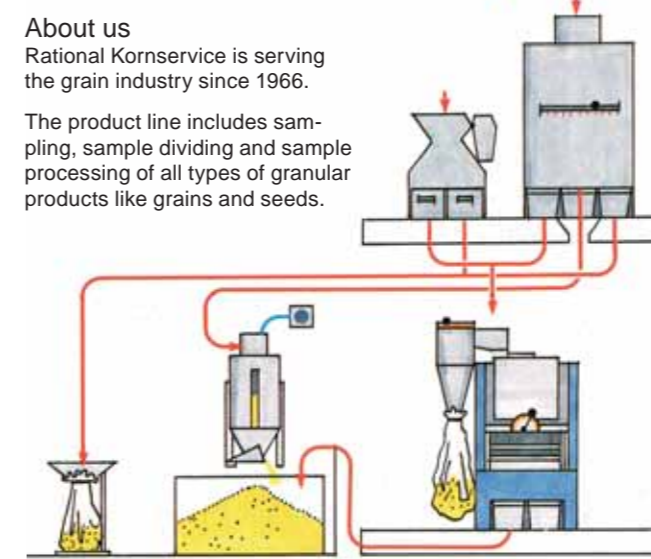 About us
Rational Kornservice is serving
the grain industry since 1966.
The product line includes sam-
pling, sample dividing and sample
processing of all types of granular
products like grains and seeds.